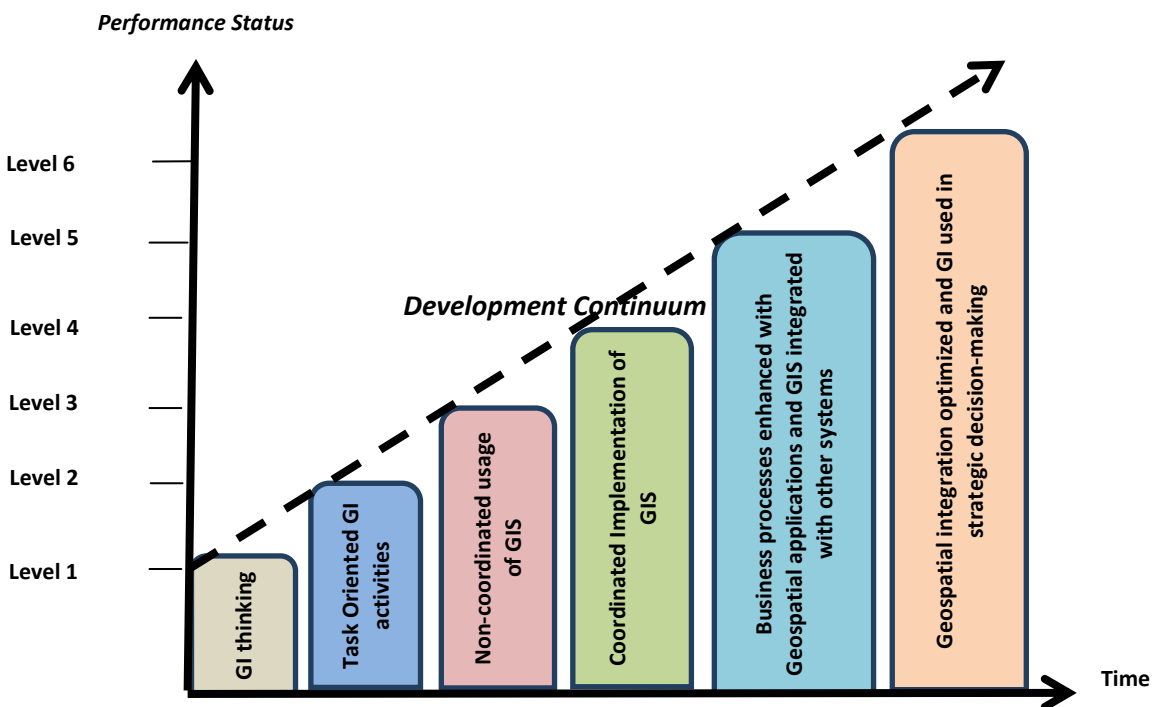 Performance Status
Level 6
Level 5
Level 4
Level 3
Level 2
Level 1
Development Continuum
GI thinking
Task Oriented GI
activities
Non-coordinated usage
of GIS
Coordinated Implementation of
GIS
Business processes enhanced with
Geospatial applications and GIS integrated
with other systems
Geospatial integration optimized and GI used in
strategic decision-making
Time